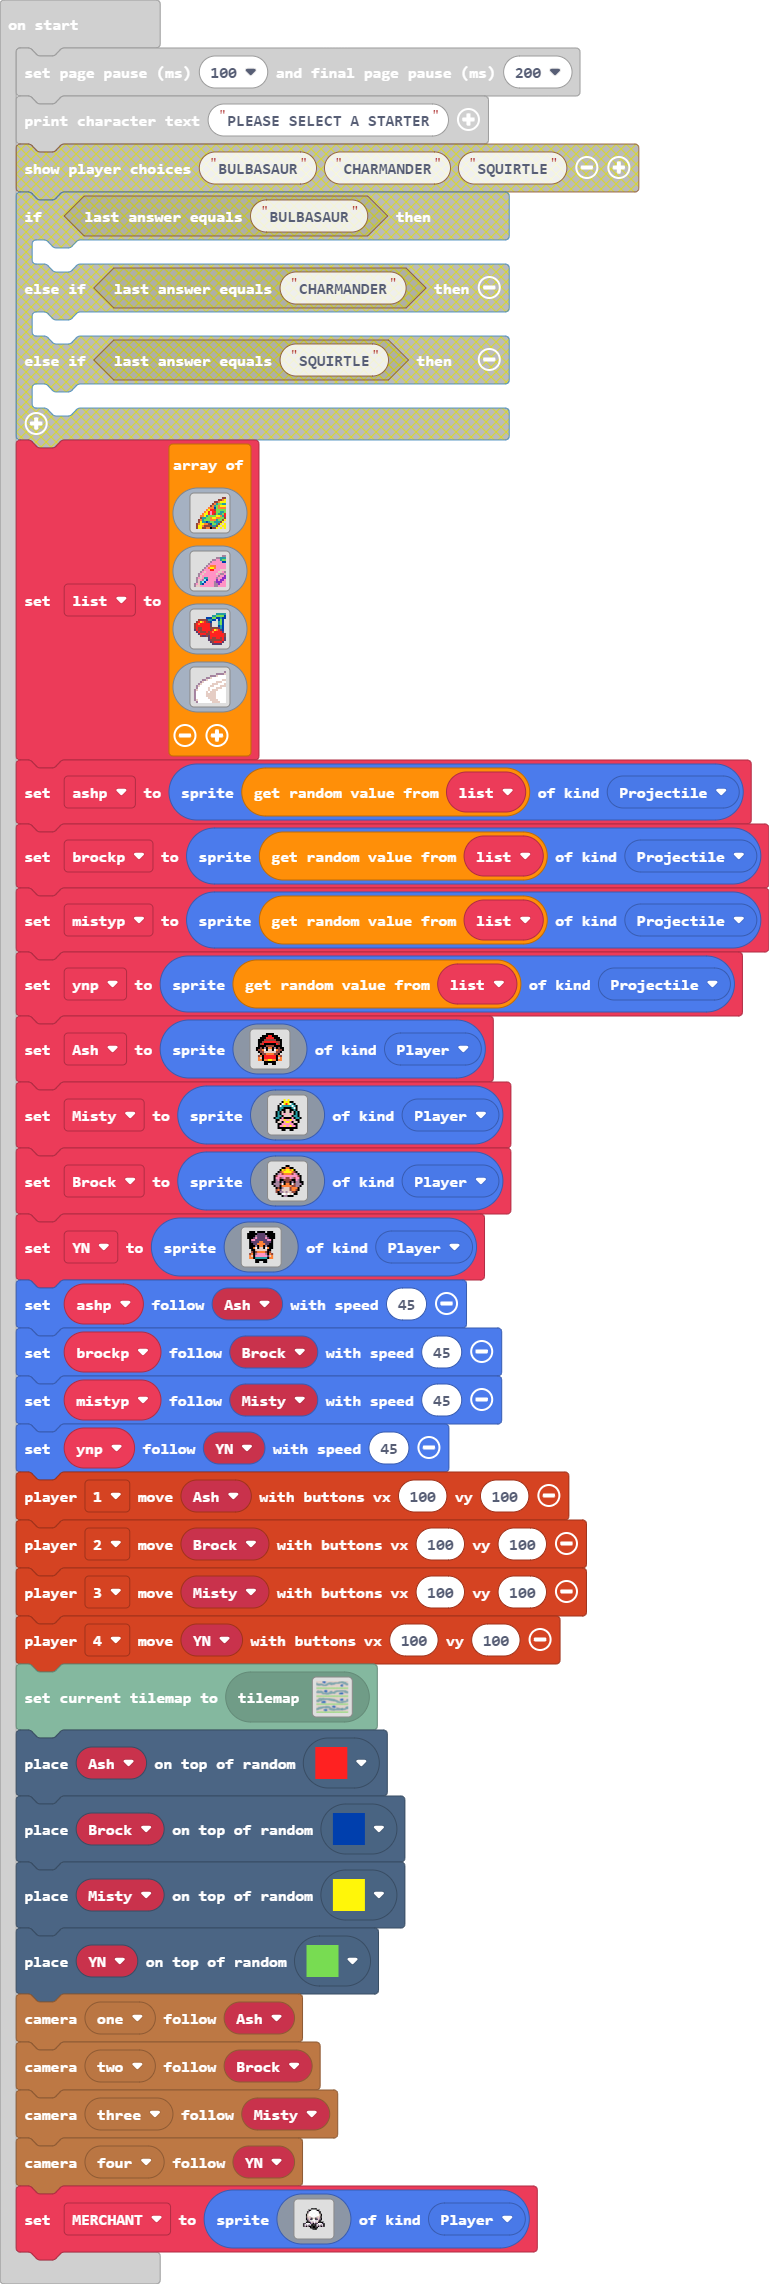 on start
set page pause (ms) 100 and final page pause (ms) 200
print character text "PLEASE SELECT A STARTER"
show player choices "BULBASAUR" "CHARMANDER" "SQUIRTLE"
if last answer equals "BULBASAUR" then
else if last answer equals "CHARMANDER" then
else if last answer equals "SQUIRTLE" then
array of
set list to
set ashp to sprite get random value from list of kind Projectile
set brockp to sprite get random value from list of kind Projectile
set mistyp to sprite get random value from list of kind Projectile
set ynp to sprite get random value from list of kind Projectile
set Ash to sprite of kind Player
set Misty to sprite of kind Player
set Brock to sprite of kind Player
set YN to sprite of kind Player
set ashp follow Ash with speed 45
set brockp follow Brock with speed 45
set mistyp follow Misty with speed 45
set ynp follow YN with speed 45
player 1 move Ash with buttons vx 100 vy 100
player 2 move Brock with buttons vx 100 vy 100
player 3 move Misty with buttons vx 100 vy 100
player 4 move YN with buttons vx 100 vy 100
set current tilemap to tilemap
place Ash on top of random
place Brock on top of random
place Misty on top of random
place YN on top of random
camera one follow Ash
camera two follow Brock
camera three follow Misty
camera four follow YN
set MERCHANT to sprite of kind Player